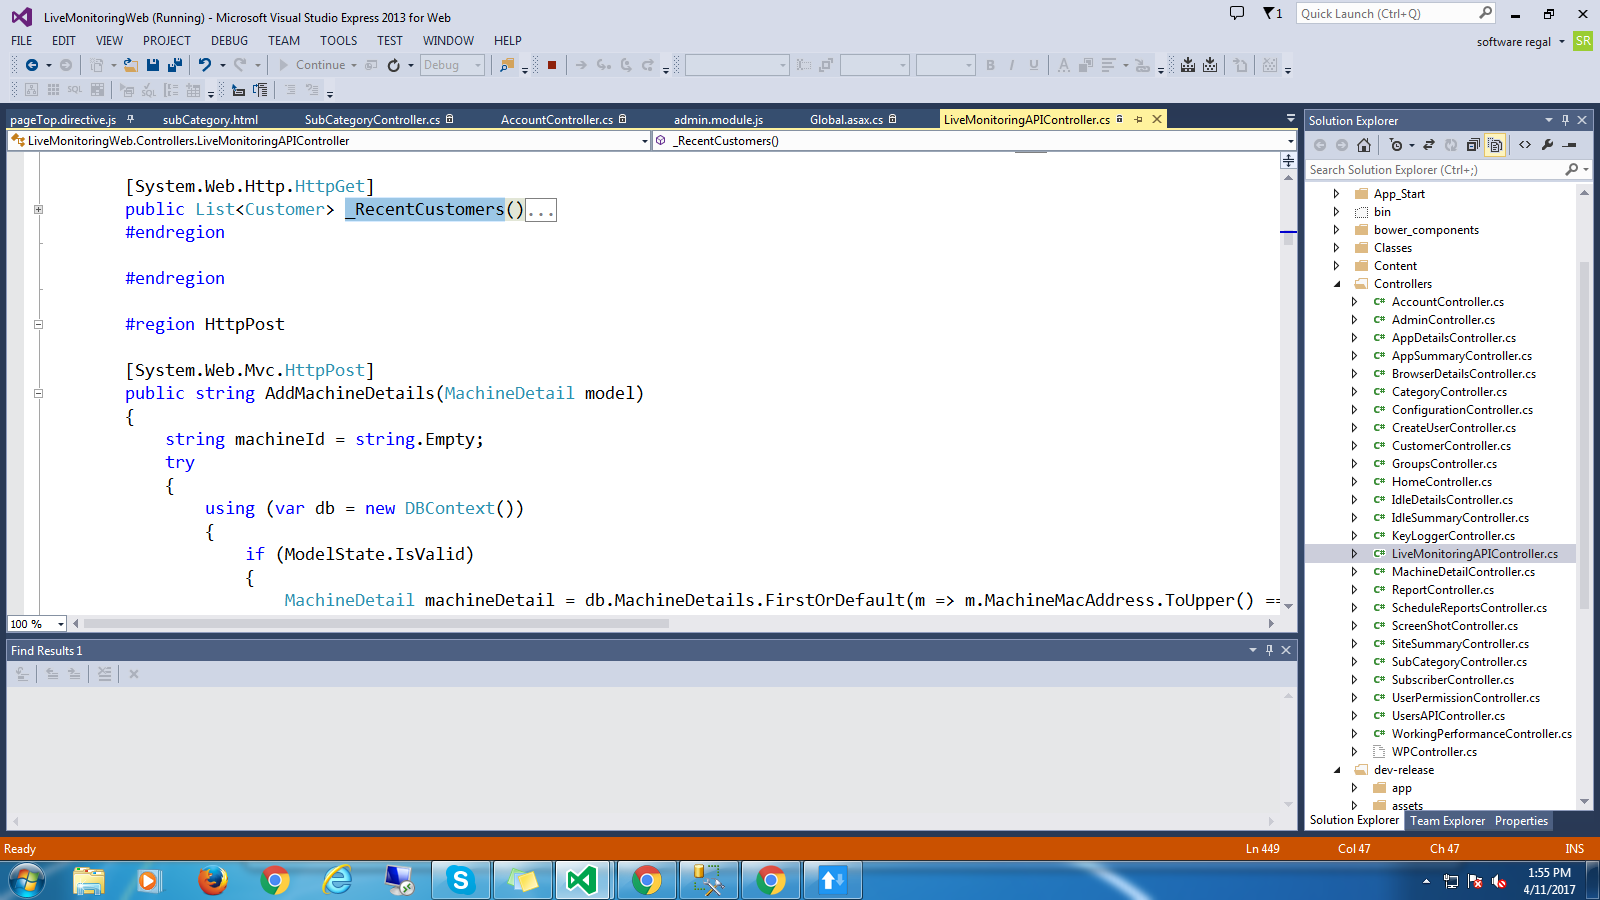 LiveMonitoringWeb (Running) - Microsoft Visual Studio Express 2013 for Web
1
Quick Launch (Ctrl+Q)
FILE EDIT VIEW PROJECT DEBUG TEAM TOOLS TEST WINDOW HELP
software regal SR
Continue Debug
SQL SQL
pageTop.directive.js subCategory.html SubCategoryController.cs AccountController.cs admin.module.js Global.asax.cs LiveMonitoringAPIController.cs
LiveMonitoringWeb.Controllers.LiveMonitoringAPIController
_RecentCustomers()
[System.Web.Http.HttpGet]
public List<Customer> _RecentCustomers()...
#endregion
#endregion
#region HttpPost
[System.Web.Mvc.HttpPost]
public string AddMachineDetails(MachineDetail model)
{
string machineId = string.Empty;
try
{
using (var db = new DBContext())
{
if (ModelState.IsValid)
{
MachineDetail machineDetail = db.MachineDetails.FirstOrDefault(m => m.MachineMacAddress.ToUpper() ==
100 %
Find Results 1
Solution Explorer
Search Solution Explorer (Ctrl+;)
App_Start
bin
bower_components
Classes
Content
Controllers
C# AccountController.cs
C# AdminController.cs
C# AppDetailsController.cs
C# AppSummaryController.cs
C# BrowserDetailsController.cs
C# CategoryController.cs
C# ConfigurationController.cs
C# CreateUserController.cs
C# CustomerController.cs
C# GroupsController.cs
C# HomeController.cs
C# IdleDetailsController.cs
C# IdleSummaryController.cs
C# KeyLoggerController.cs
C# LiveMonitoringAPIController.cs
C# MachineDetailController.cs
C# ReportController.cs
C# ScheduleReportsController.cs
C# ScreenShotController.cs
C# SiteSummaryController.cs
C# SubCategoryController.cs
C# SubscriberController.cs
C# UserPermissionController.cs
C# UsersAPIController.cs
C# WorkingPerformanceController.cs
WPController.cs
dev-release
app
assets
Solution Explorer Team Explorer Properties
Ready Ln 449 Col 47 Ch 47 INS
1:55 PM
4/11/2017